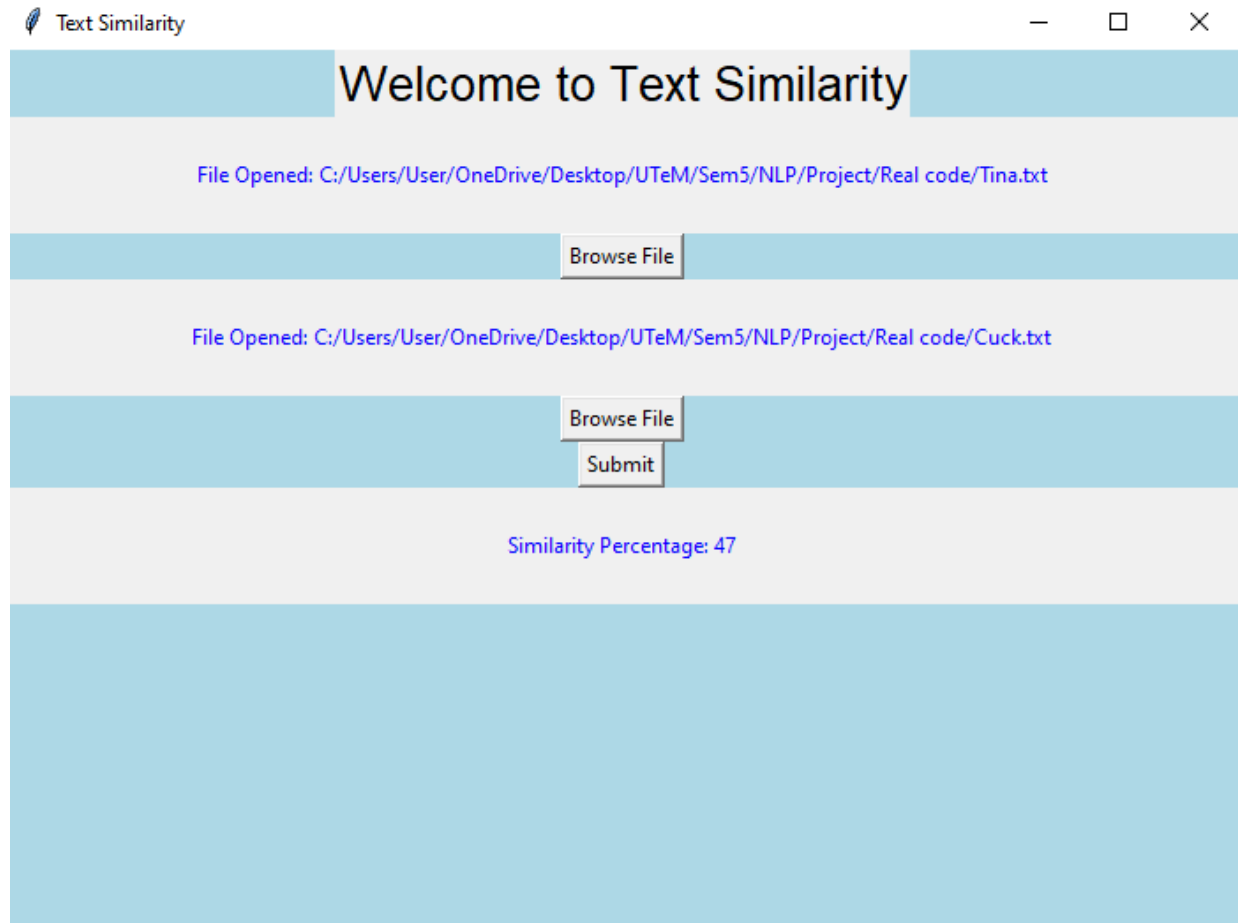 Text Similarity
Welcome to Text Similarity
File Opened: C:/Users/User/OneDrive/Desktop/UTeM/Sem5/NLP/Project/Real code/Tina.txt
Browse File
File Opened: C:/Users/User/OneDrive/Desktop/UTeM/Sem5/NLP/Project/Real code/Cuck.txt
Browse File
Submit
Similarity Percentage: 47